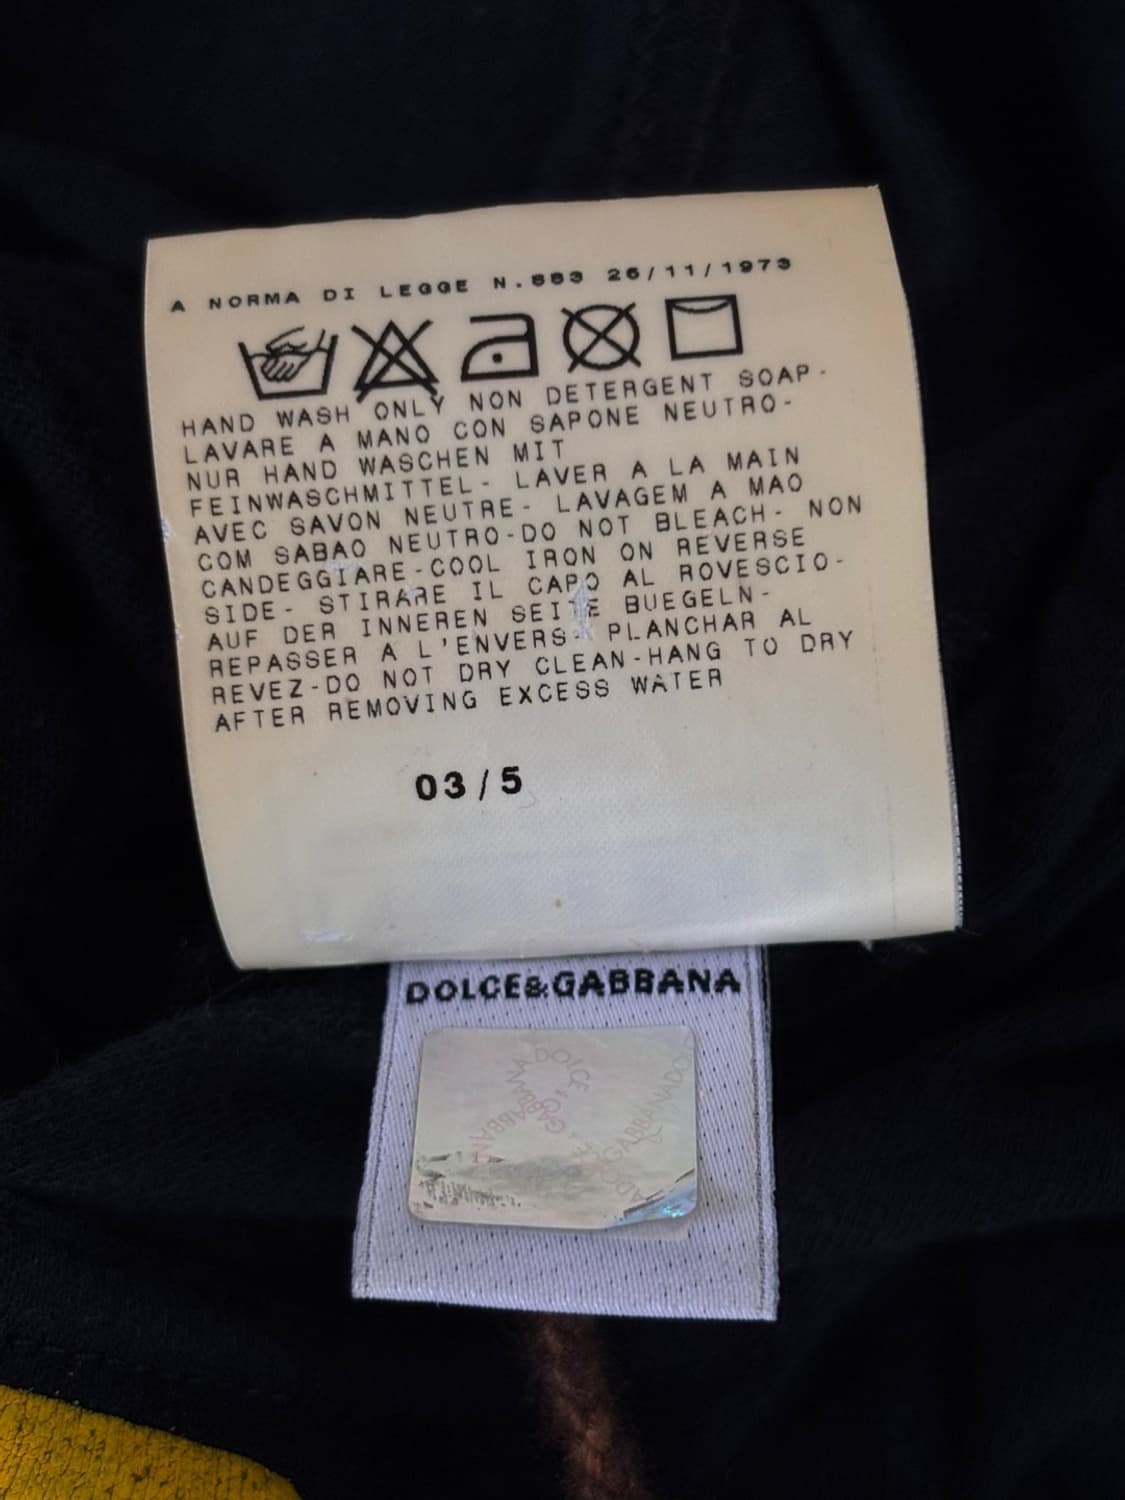 A NORMA DI LEGGE N.883 26/11/1973
HAND WASH ONLY NON DETERGENT SOAP-
LAVARE A MANO CON SAPONE NEUTRO-
NUR HAND WASCHEN MIT
FEINWASCHMITTEL- LAVER A LA MAIN
AVEC SAVON NEUTRE- LAVAGEM A MAO
COM SABAO NEUTRO-DO NOT BLEACH- NON
CANDEGGIARE-COOL IRON ON REVERSE
SIDE- STIRARE IL CAPO AL ROVESCIO-
AUF DER INNEREN SEITE BUEGELN-
REPASSER A L'ENVERS- PLANCHAR AL
REVEZ-DO NOT DRY CLEAN-HANG TO DRY
AFTER REMOVING EXCESS WATER
03/5
DOLCE&GABBANA
DOLCE & GABBANA